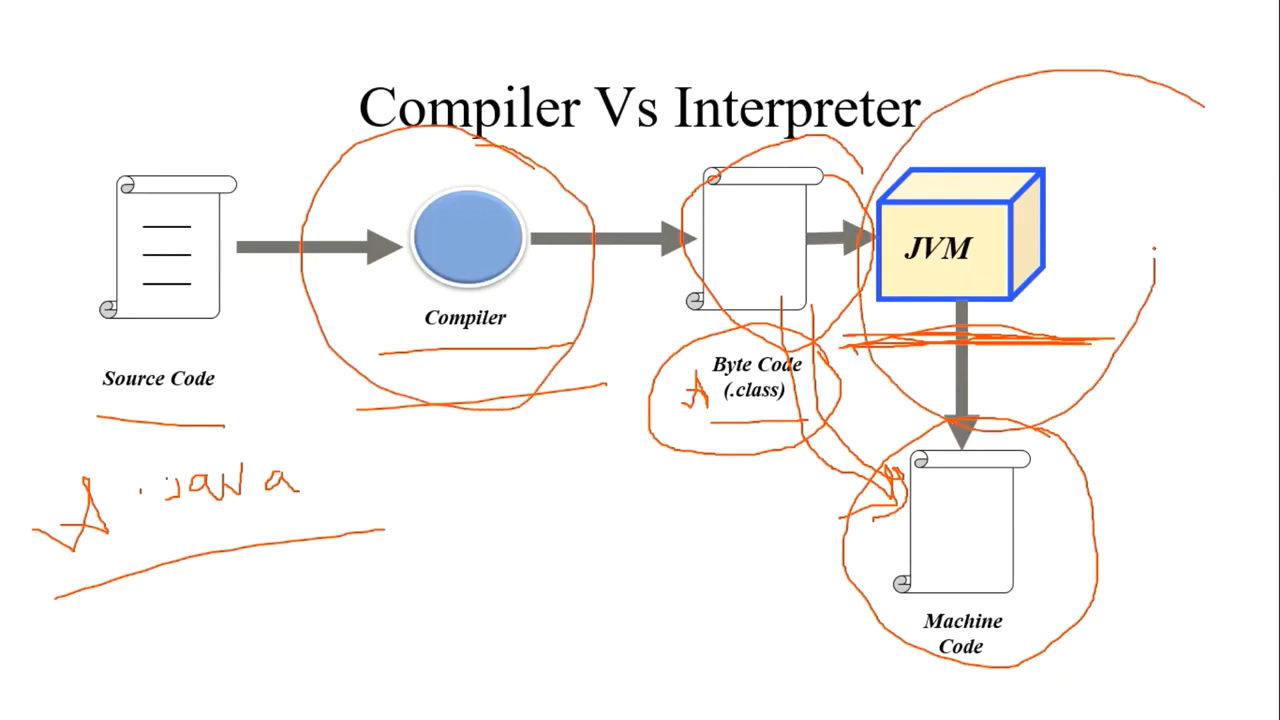 Compiler Vs Interpreter
JVM
Compiler
Source Code
Byte Code
A (.class)
A .java
Machine
Code